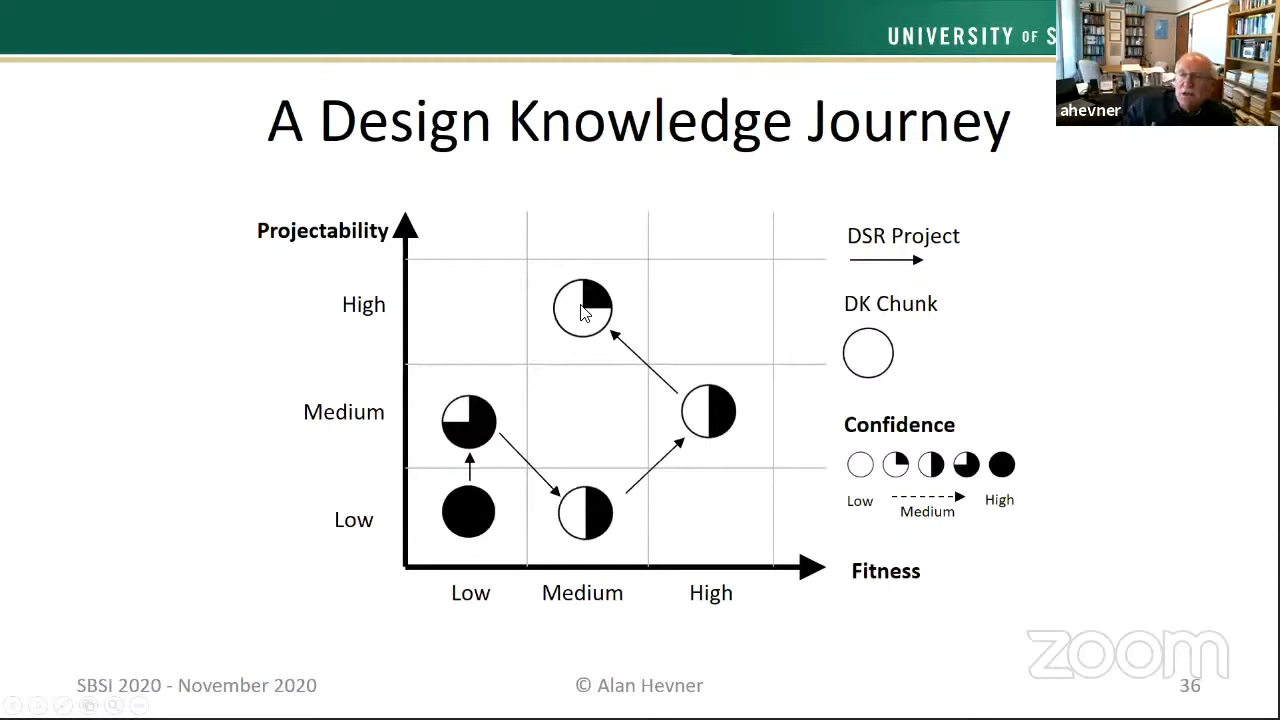 UNIVERSITY OF S
ahevner
A Design Knowledge Journey
Projectability
High
Medium
Low
Low
Medium
High
Fitness
DSR Project
DK Chunk
Confidence
Low
Medium
High
zoom
SBSI 2020 - November 2020
© Alan Hevner
36